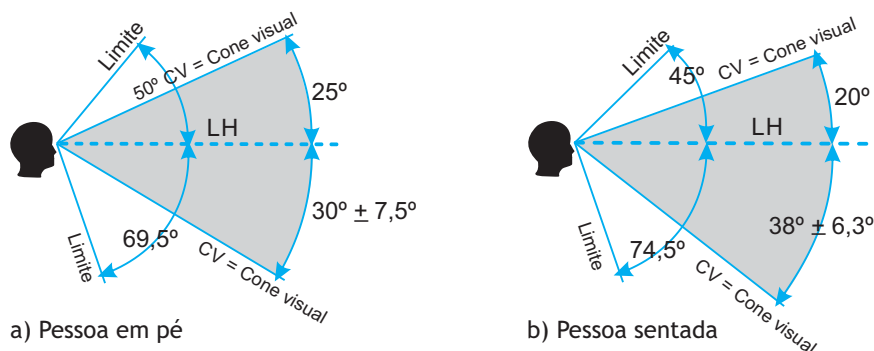 Limite
50º CV = Cone visual
25º
LH
30º ± 7,5º
69,5º
Limite
CV = Cone visual
a) Pessoa em pé
Limite
45º
CV = Cone visual
20º
LH
38º ± 6,3º
74,5º
Limite
CV = Cone visual
b) Pessoa sentada